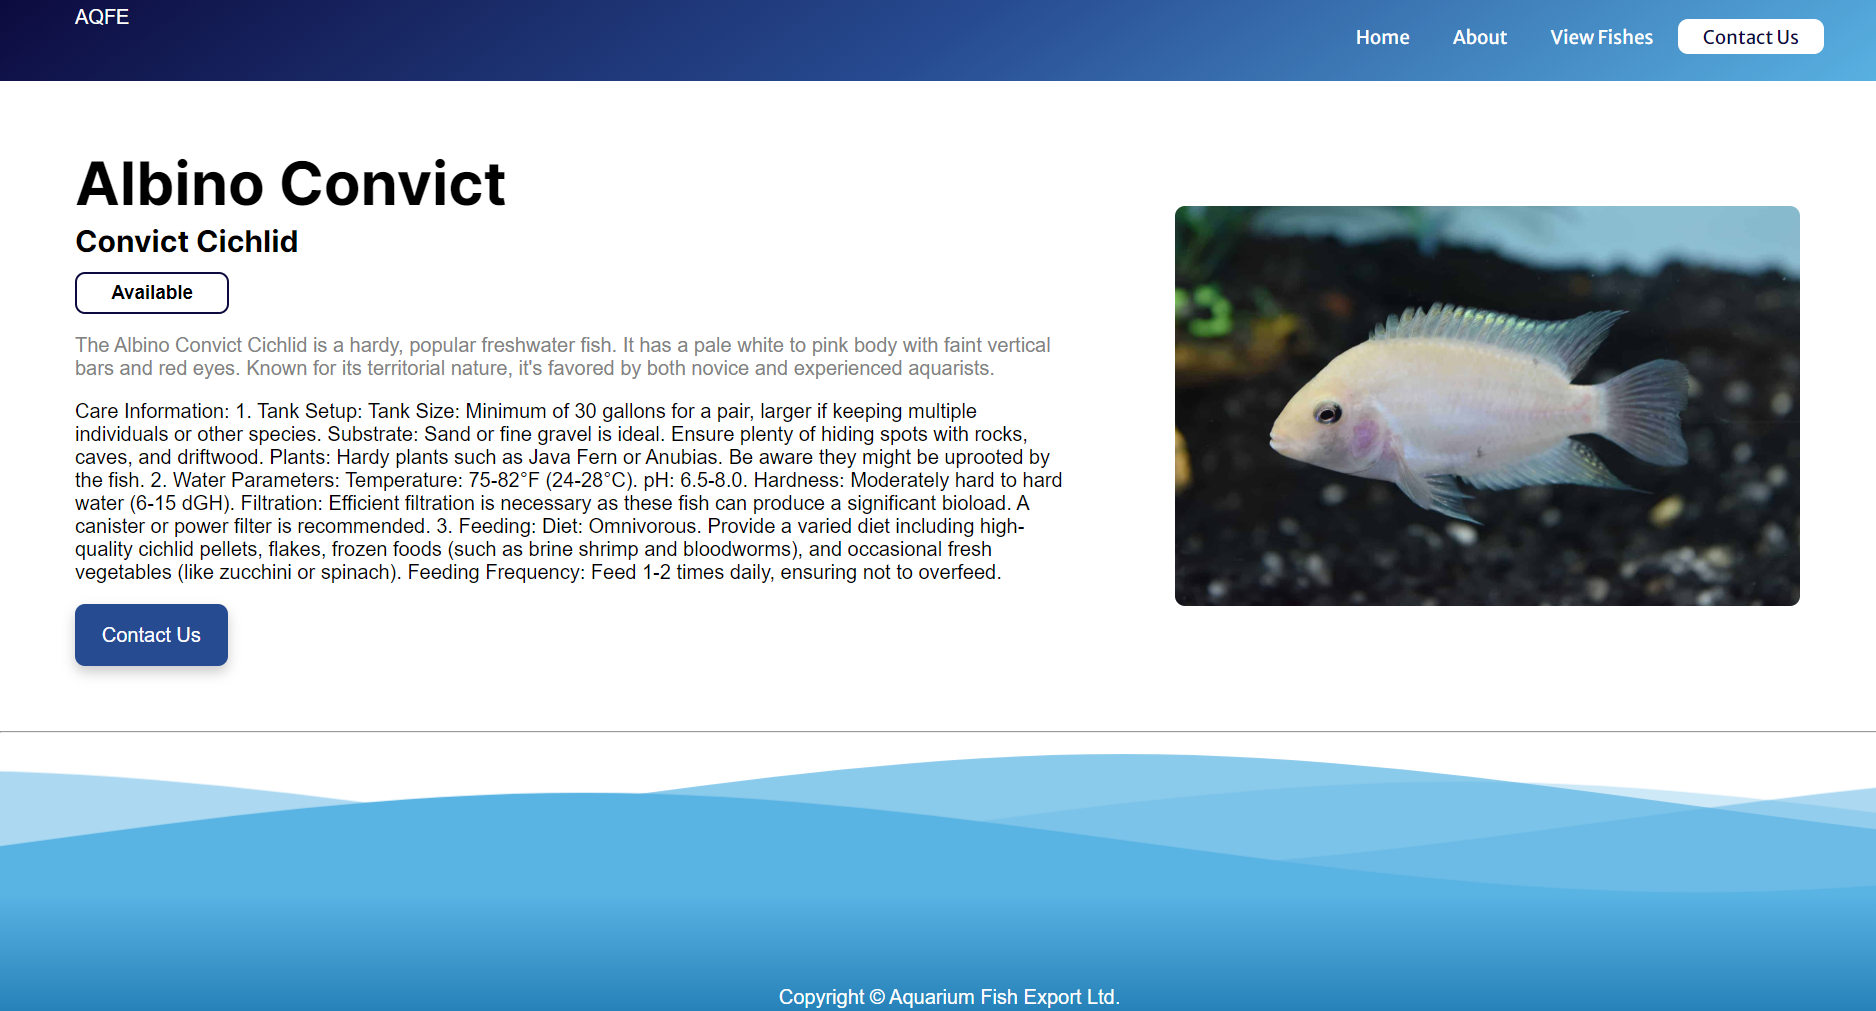 AQFE
Home
About
View Fishes
Contact Us
Albino Convict
Convict Cichlid
Available
The Albino Convict Cichlid is a hardy, popular freshwater fish. It has a pale white to pink body with faint vertical
bars and red eyes. Known for its territorial nature, it's favored by both novice and experienced aquarists.
Care Information: 1. Tank Setup: Tank Size: Minimum of 30 gallons for a pair, larger if keeping multiple
individuals or other species. Substrate: Sand or fine gravel is ideal. Ensure plenty of hiding spots with rocks,
caves, and driftwood. Plants: Hardy plants such as Java Fern or Anubias. Be aware they might be uprooted by
the fish. 2. Water Parameters: Temperature: 75-82°F (24-28°C). pH: 6.5-8.0. Hardness: Moderately hard to hard
water (6-15 dGH). Filtration: Efficient filtration is necessary as these fish can produce a significant bioload. A
canister or power filter is recommended. 3. Feeding: Diet: Omnivorous. Provide a varied diet including high-
quality cichlid pellets, flakes, frozen foods (such as brine shrimp and bloodworms), and occasional fresh
vegetables (like zucchini or spinach). Feeding Frequency: Feed 1-2 times daily, ensuring not to overfeed.
Contact Us
Copyright © Aquarium Fish Export Ltd.